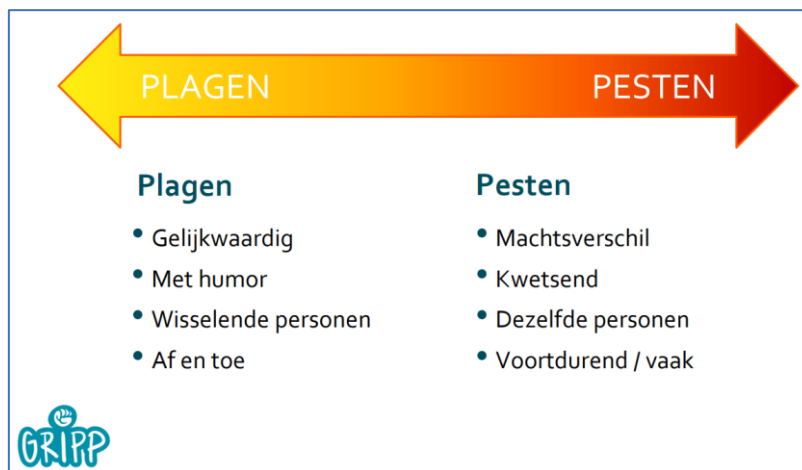 PLAGEN PESTEN
Plagen
• Gelijkwaardig
• Met humor
• Wisselende personen
• Af en toe
Pesten
• Machtsverschil
• Kwetsend
• Dezelfde personen
• Voortdurend / vaak
GRIPP